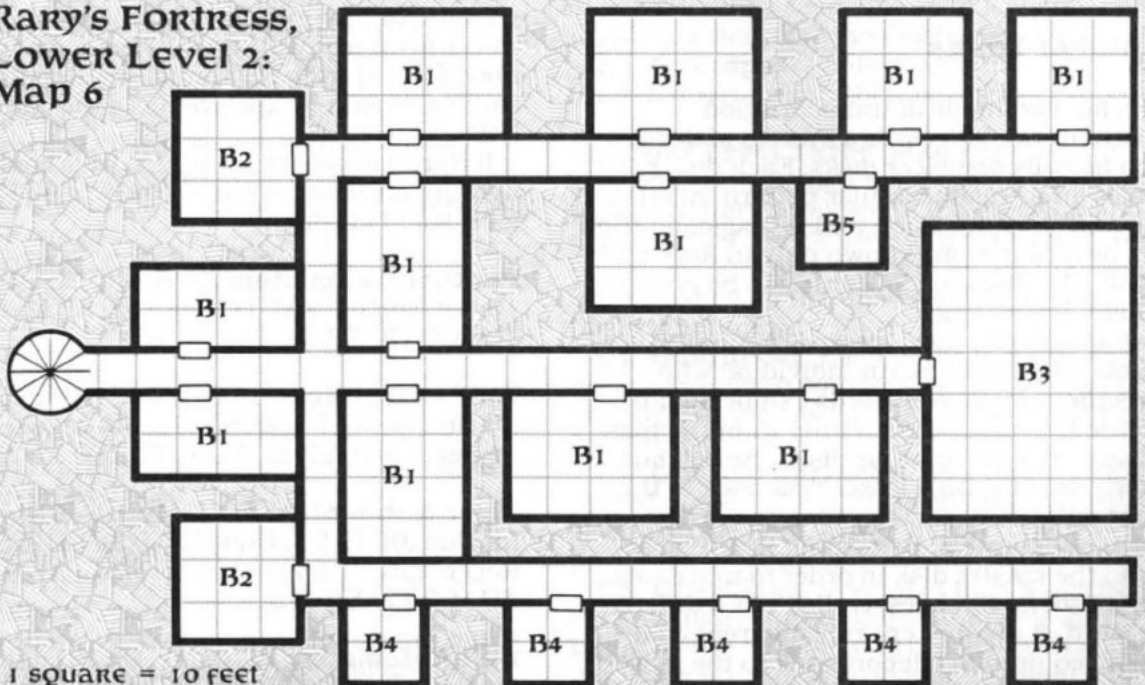 Rary's Fortress,
Lower Level 2:
Map 6
B1
B1
B1
B1
B2
B5
B1
B1
B1
B3
B1
B1
B1
B1
B2
B4
B4
B4
B4
B4
1 square = 10 feet